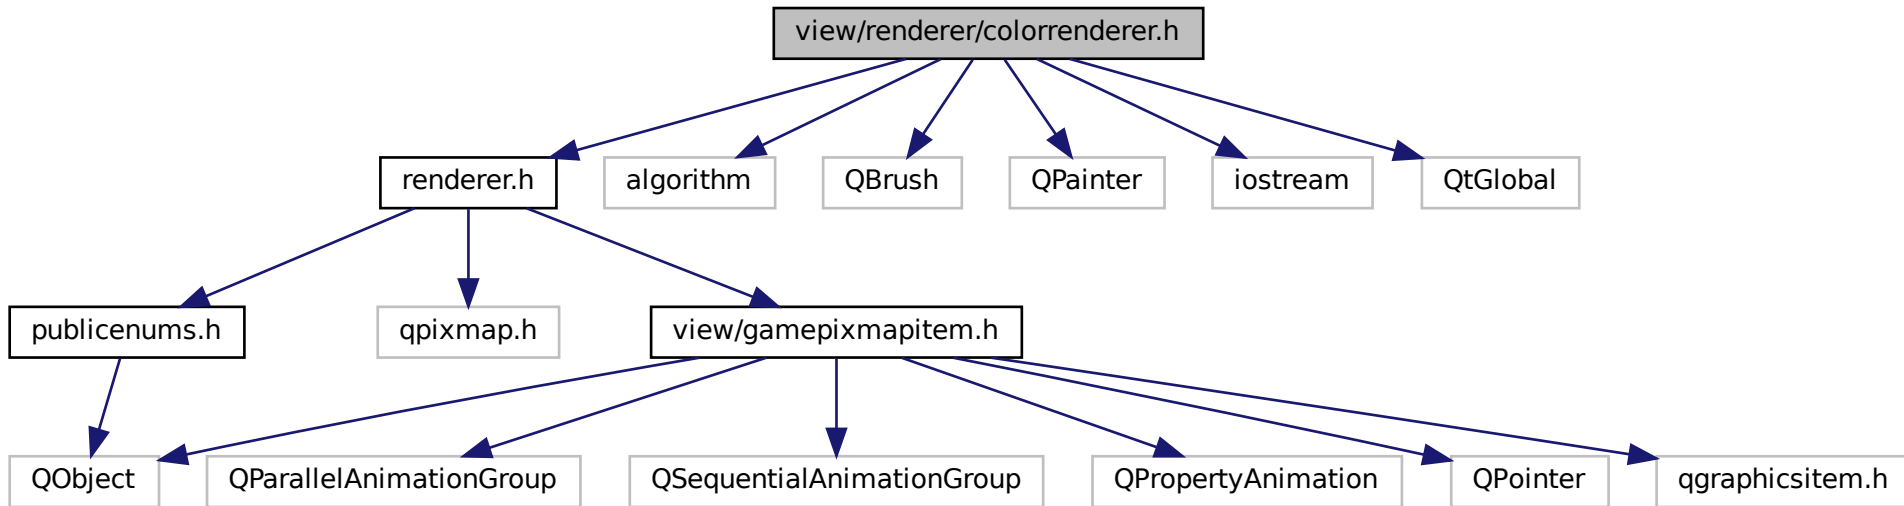 view/renderer/colorrenderer.h
renderer.h
algorithm
QBrush
QPainter
iostream
QtGlobal
publicenums.h
qpixmap.h
view/gamepixmapitem.h
QObject
QParallelAnimationGroup
QSequentialAnimationGroup
QPropertyAnimation
QPointer
qgraphicsitem.h